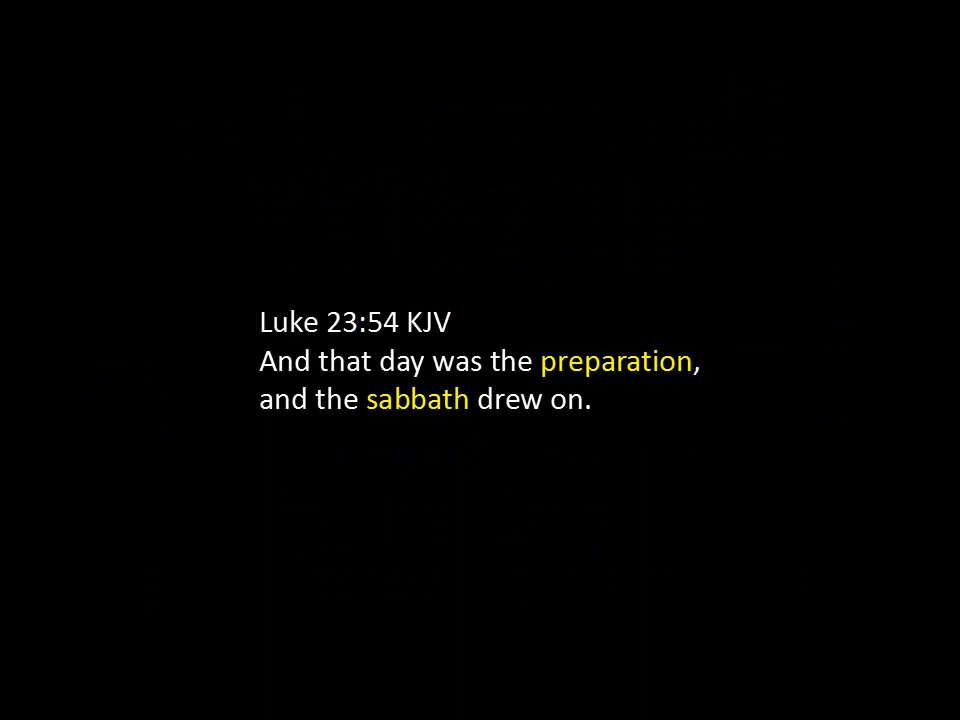 Luke 23:54 KJV
And that day was the preparation,
and the sabbath drew on.